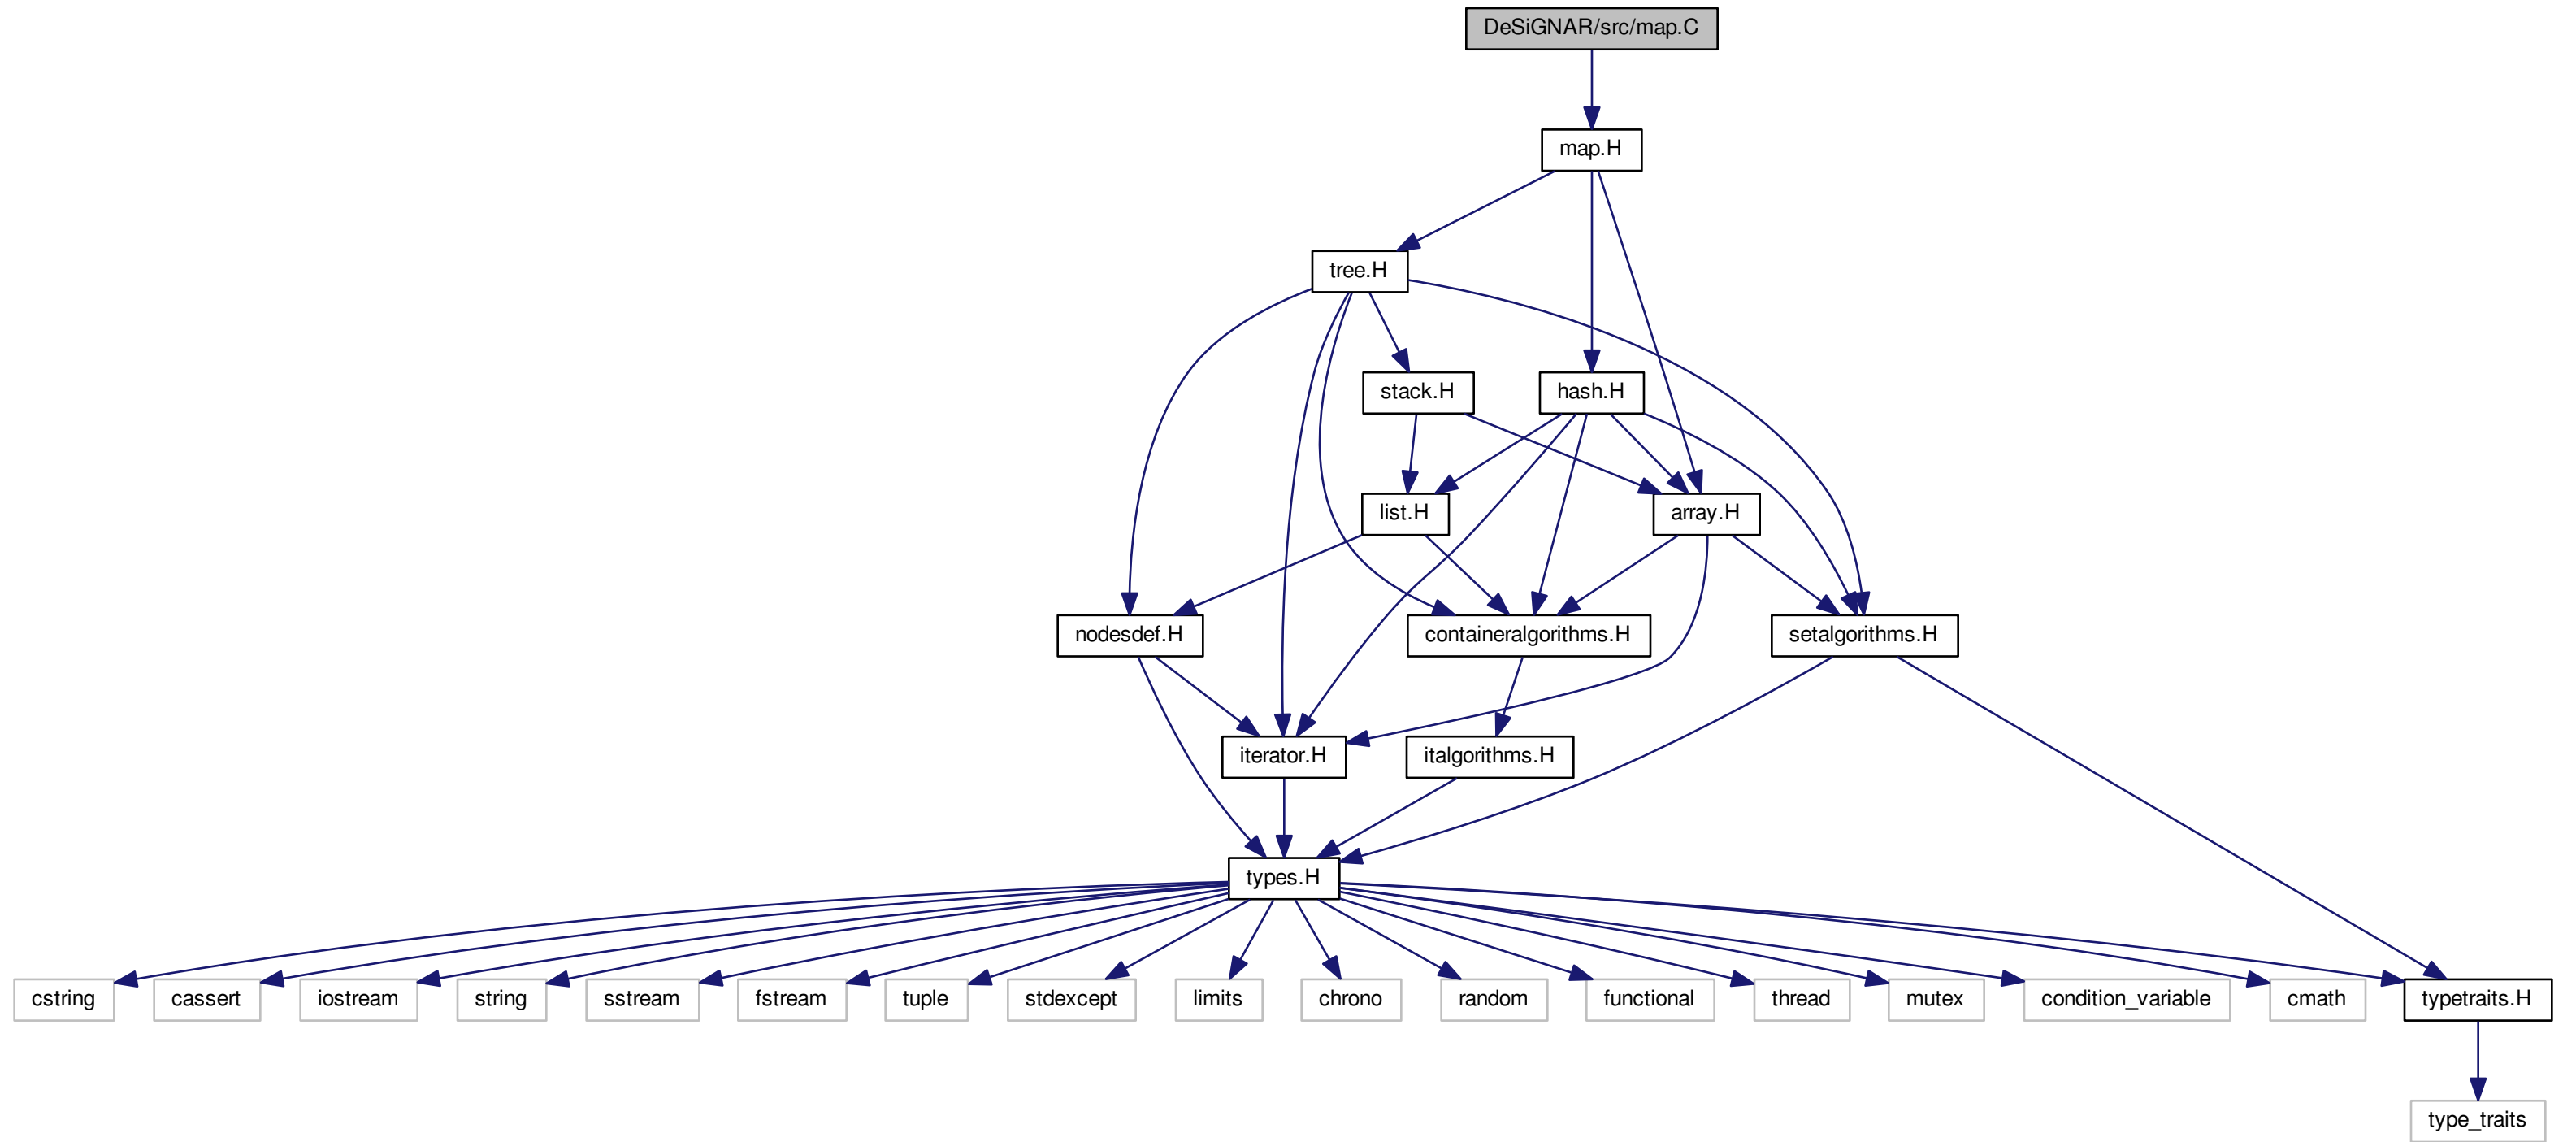 DeSiGNAR/src/map.C
map.H
tree.H
stack.H
hash.H
list.H
array.H
nodesdef.H
containeralgorithms.H
setalgorithms.H
iterator.H
italgorithms.H
types.H
cstring
cassert
iostream
string
sstream
fstream
tuple
stdexcept
limits
chrono
random
functional
thread
mutex
condition_variable
cmath
typetraits.H
type_traits